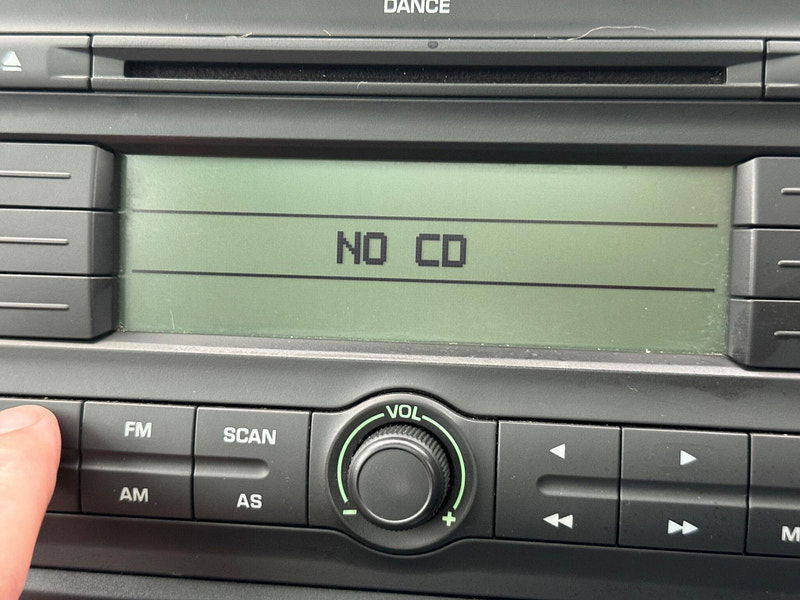 DANCE
NO CD
VOL
FM
SCAN
AM
AS
- +
M